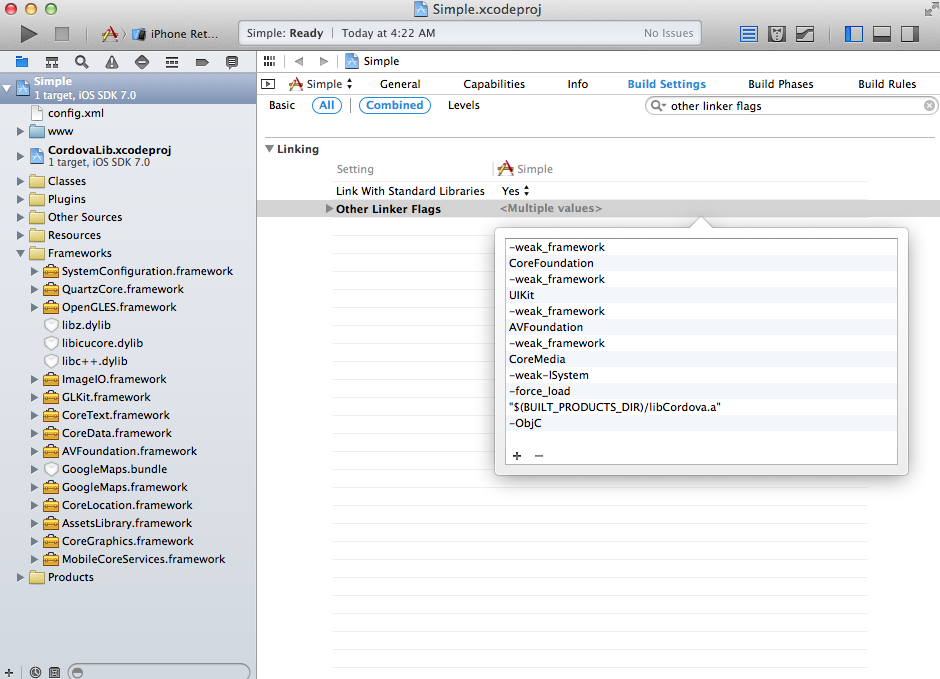 Simple.xcodeproj
iPhone Ret...
Simple: Ready | Today at 4:22 AM No Issues
Simple
1 target, iOS SDK 7.0
config.xml
www
CordovaLib.xcodeproj
1 target, iOS SDK 7.0
Classes
Plugins
Other Sources
Resources
Frameworks
SystemConfiguration.framework
QuartzCore.framework
OpenGLES.framework
libz.dylib
libicucore.dylib
libc++.dylib
ImageIO.framework
GLKit.framework
CoreText.framework
CoreData.framework
AVFoundation.framework
GoogleMaps.bundle
GoogleMaps.framework
CoreLocation.framework
AssetsLibrary.framework
CoreGraphics.framework
MobileCoreServices.framework
Products
Simple
Simple General Capabilities Info Build Settings Build Phases Build Rules
Basic All Combined Levels other linker flags
Linking
Setting Simple
Link With Standard Libraries Yes
Other Linker Flags <Multiple values>
-weak_framework
CoreFoundation
-weak_framework
UIKit
-weak_framework
AVFoundation
-weak_framework
CoreMedia
-weak-lSystem
-force_load
"$(BUILT_PRODUCTS_DIR)/libCordova.a"
-ObjC
+ −